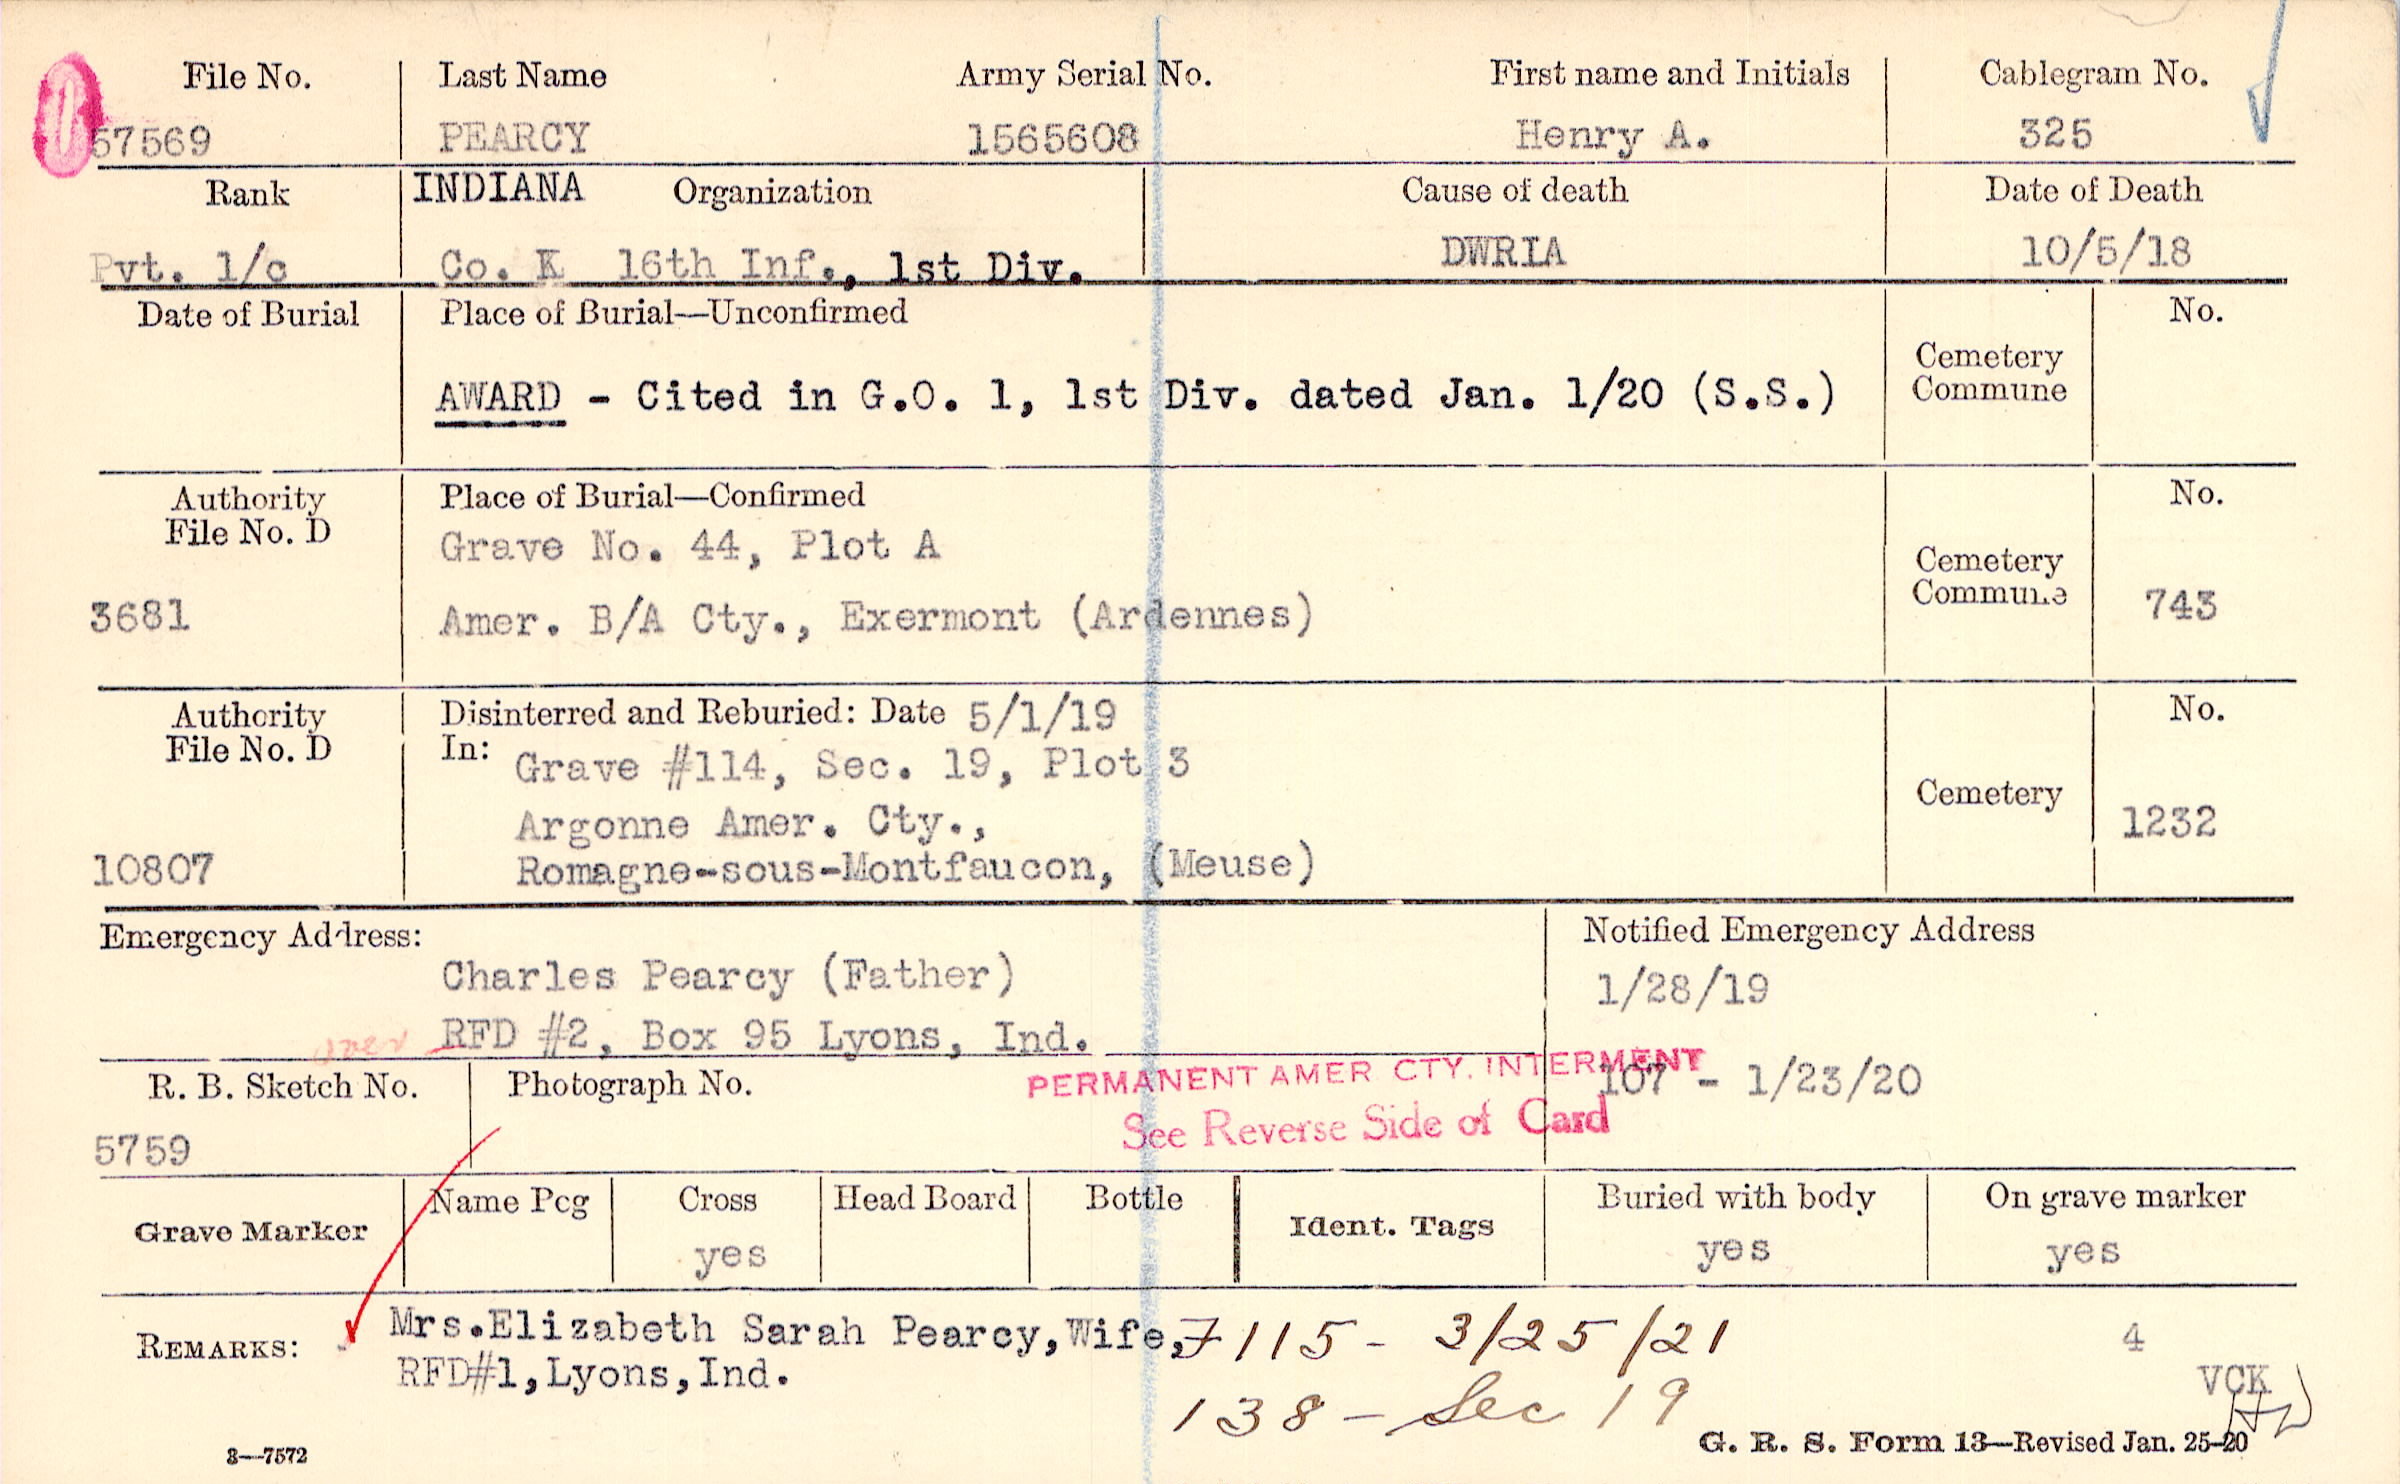 File No. Last Name Army Serial No. First name and Initials Cablegram No.
57569 PEARCY 1565608 Henry A. 325
Rank INDIANA Organization Cause of death Date of Death
Pvt. 1/c Co. K 16th Inf., 1st Div. DWRIA 10/5/18
Date of Burial Place of Burial—Unconfirmed No.
Cemetery
Commune
AWARD - Cited in G.O. 1, 1st Div. dated Jan. 1/20 (S.S.)
Authority Place of Burial—Confirmed No.
File No. D
Grave No. 44, Plot A
Cemetery
Commune
3681 Amer. B/A Cty., Exermont (Ardennes) 743
Authority Disinterred and Reburied: Date 5/1/19 No.
File No. D In:
Grave #114, Sec. 19, Plot 3
Argonne Amer. Cty., Cemetery 1232
10807 Romagne-sous-Montfaucon, (Meuse)
Emergency Address: Notified Emergency Address
Charles Pearcy (Father) 1/28/19
over RFD #2, Box 95 Lyons, Ind.
PERMANENT AMER CTY. INTERMENT
R. B. Sketch No. Photograph No. 107 - 1/23/20
See Reverse Side of Card
5759
Grave Marker Name Peg Cross Head Board Bottle Ident. Tags Buried with body On grave marker
yes yes yes
REMARKS: Mrs.Elizabeth Sarah Pearcy,Wife, 7115 - 3/25/21 4
RFD#1,Lyons,Ind. VCK
138 - Sec 19
3—7572 G. R. S. Form 13—Revised Jan. 25-20